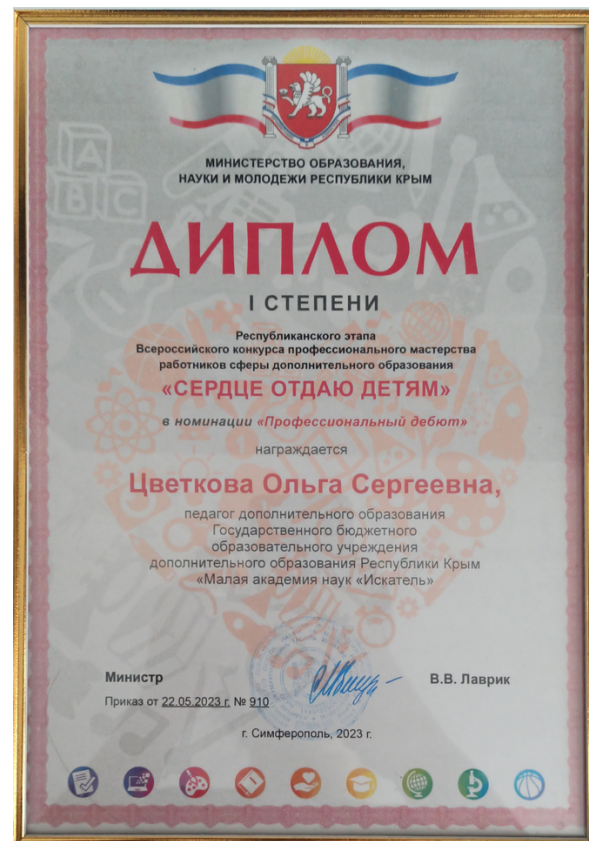 МИНИСТЕРСТВО ОБРАЗОВАНИЯ,
НАУКИ И МОЛОДЕЖИ РЕСПУБЛИКИ КРЫМ
ДИПЛОМ
I СТЕПЕНИ
Республиканского этапа
Всероссийского конкурса профессионального мастерства
работников сферы дополнительного образования
«СЕРДЦЕ ОТДАЮ ДЕТЯМ»
в номинации «Профессиональный дебют»
награждается
Цветкова Ольга Сергеевна,
педагог дополнительного образования
Государственного бюджетного
образовательного учреждения
дополнительного образования Республики Крым
«Малая академия наук «Искатель»
Министр
В.В. Лаврик
Приказ от 22.05.2023 г. № 910
г. Симферополь, 2023 г.
A
B C